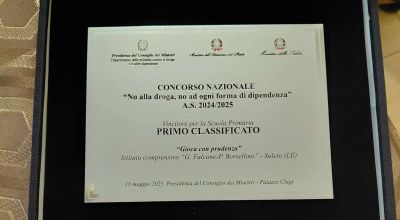 Presidenza del Consiglio dei Ministri
Dipartimento delle politiche contro la droga
e le altre dipendenze
Ministero dell'Istruzione e del Merito
Ministero della Salute
CONCORSO NAZIONALE
"No alla droga, no ad ogni forma di dipendenza"
A.S. 2024/2025
Vincitore per la Scuola Primaria
PRIMO CLASSIFICATO
"Gioca con prudenza"
Istituto comprensivo "G. Falcone-P. Borsellino" - Soleto (LE)
13 maggio 2025, Presidenza del Consiglio dei Ministri - Palazzo Chigi